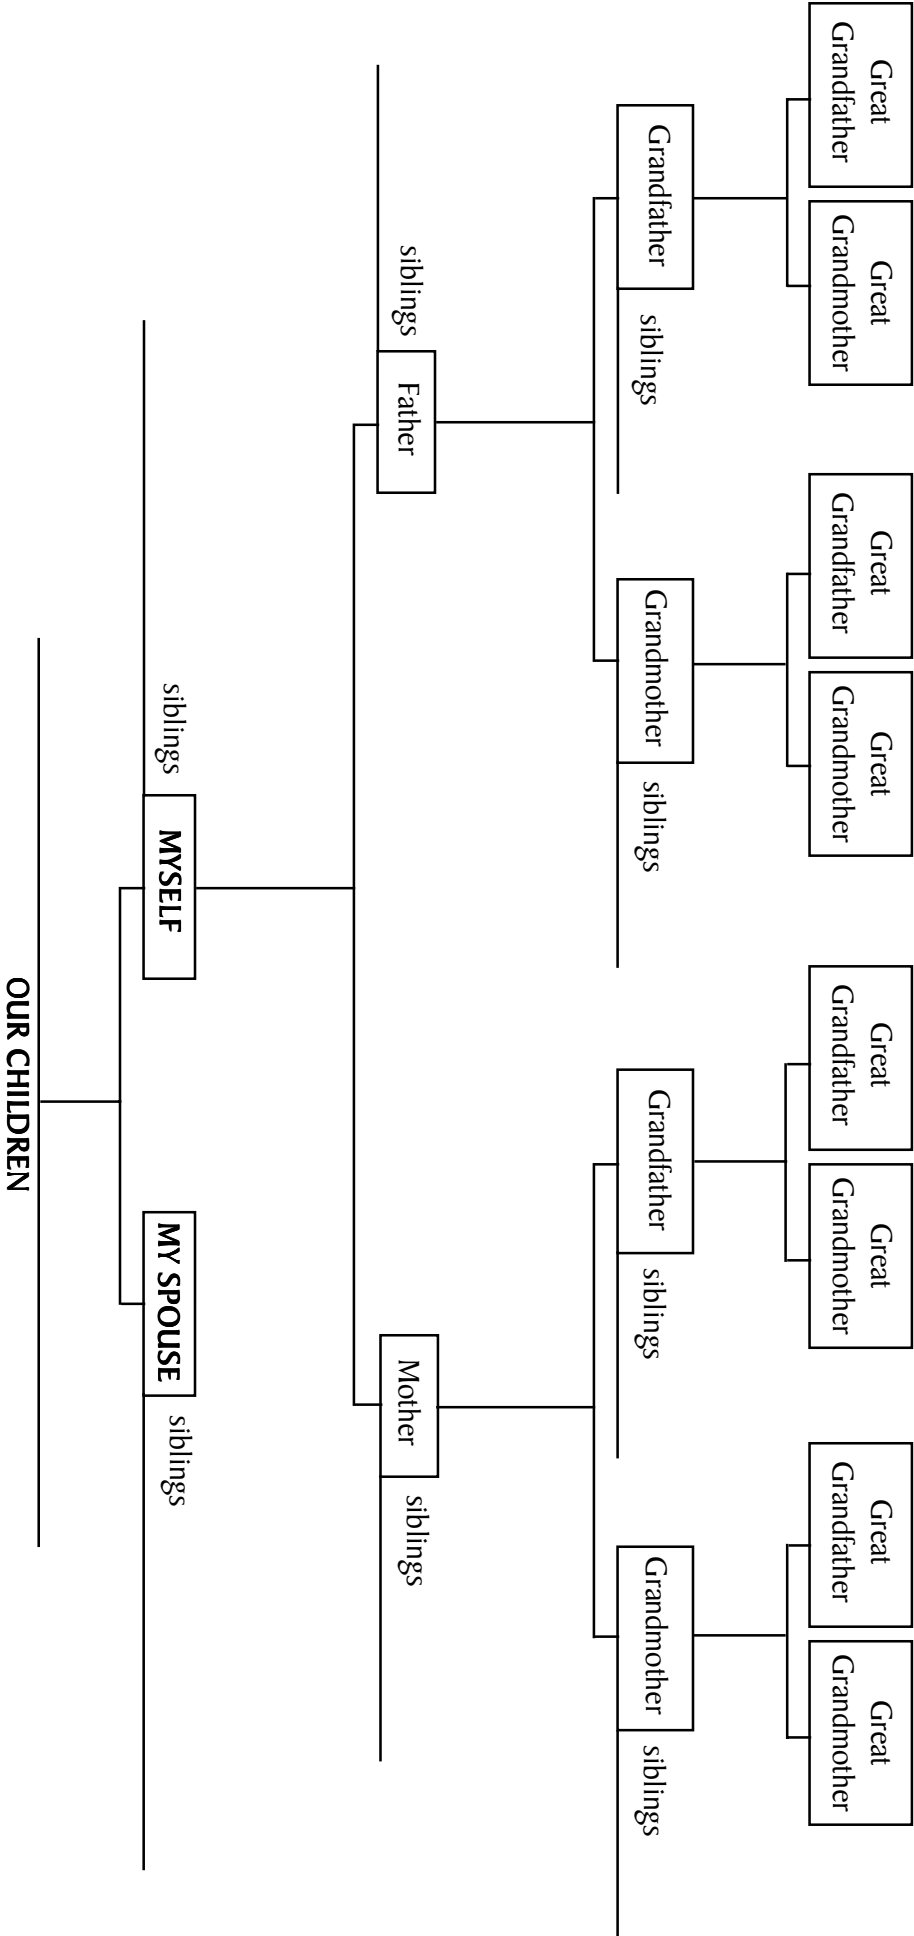 Great
Grandfather
Great
Grandmother
Great
Grandfather
Great
Grandmother
Great
Grandfather
Great
Grandmother
Great
Grandfather
Great
Grandmother
Grandfather
siblings
Grandmother
siblings
Grandfather
siblings
Grandmother
siblings
siblings
Father
Mother
siblings
siblings
MYSELF
MY SPOUSE
siblings
OUR CHILDREN